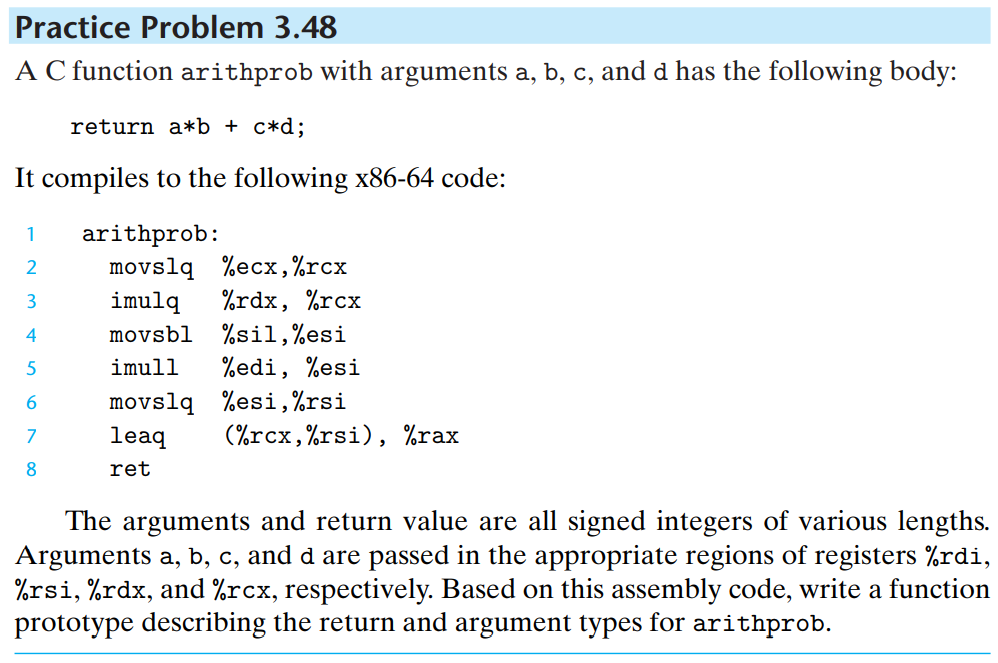 Practice Problem 3.48
A C function arithprob with arguments a, b, c, and d has the following body:
return a*b + c*d;
It compiles to the following x86-64 code:
1 arithprob:
2 movslq %ecx,%rcx
3 imulq %rdx, %rcx
4 movsbl %sil,%esi
5 imull %edi, %esi
6 movslq %esi,%rsi
7 leaq (%rcx,%rsi), %rax
8 ret
The arguments and return value are all signed integers of various lengths.
Arguments a, b, c, and d are passed in the appropriate regions of registers %rdi,
%rsi, %rdx, and %rcx, respectively. Based on this assembly code, write a function
prototype describing the return and argument types for arithprob.